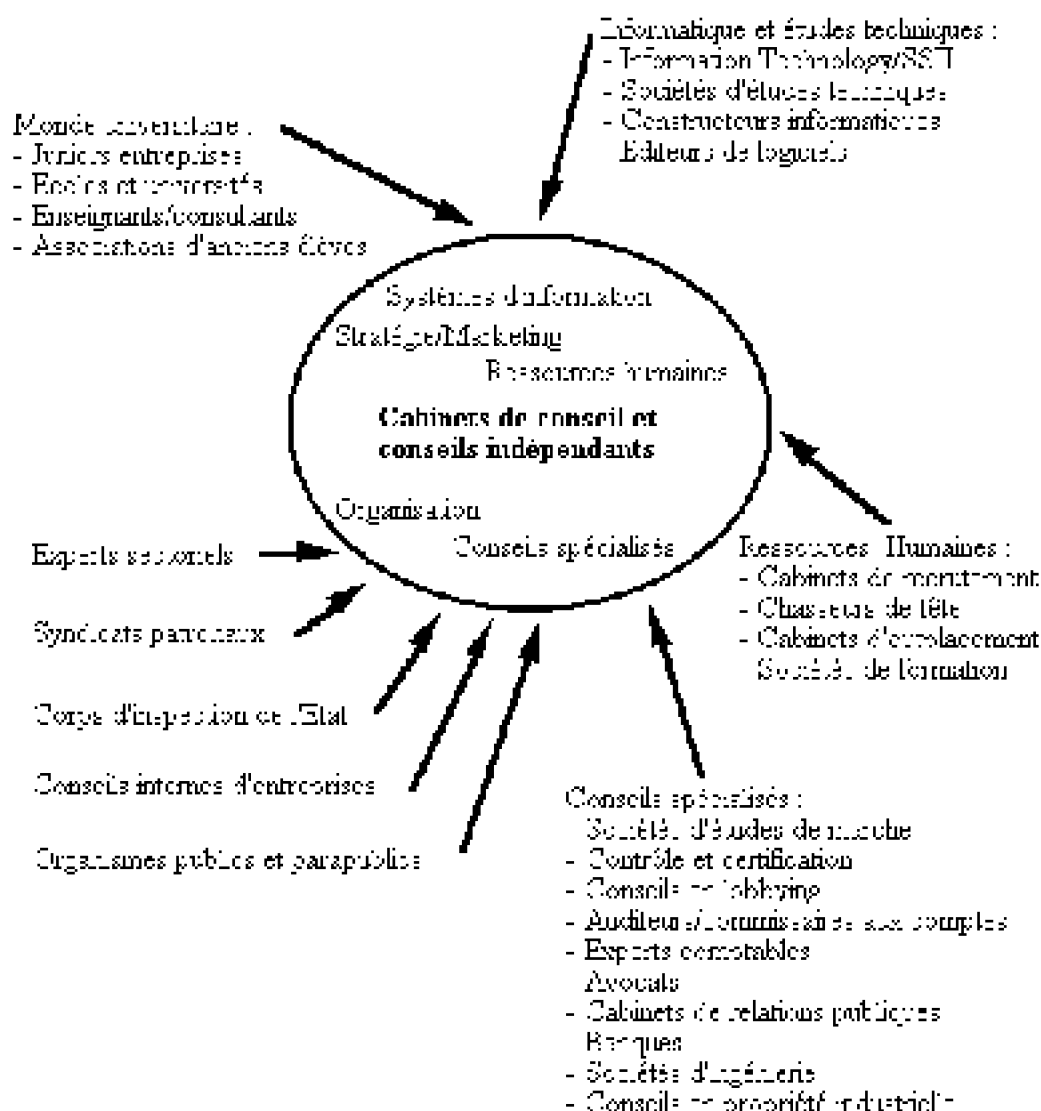 Informatique et études techniques :
- Information Technology/SSII
- Sociétés d'études techniques
- Constructeurs informatiques
- Editeurs de logiciels
Monde universitaire :
- Juniors entreprises
- Ecoles et universités
- Enseignants/consultants
- Associations d'anciens élèves
Systèmes d'information
Stratégie/Marketing
Ressources humaines
Cabinets de conseil et
conseils indépendants
Organisation
Conseils spécialisés
Experts sectoriels
Syndicats patronaux
Corps d'inspection de l'Etat
Conseils internes d'entreprises
Organismes publics et parapublics
Ressources Humaines :
- Cabinets de recrutement
- Chasseurs de tête
- Cabinets d'outplacement
- Sociétés de formation
Conseils spécialisés :
- Sociétés d'études de marché
- Contrôle et certification
- Conseils en lobbying
- Auditeurs/commissaires aux comptes
- Experts comptables
- Avocats
- Cabinets de relations publiques
- Banques
- Sociétés d'ingénierie
- Conseils en propriété industrielle